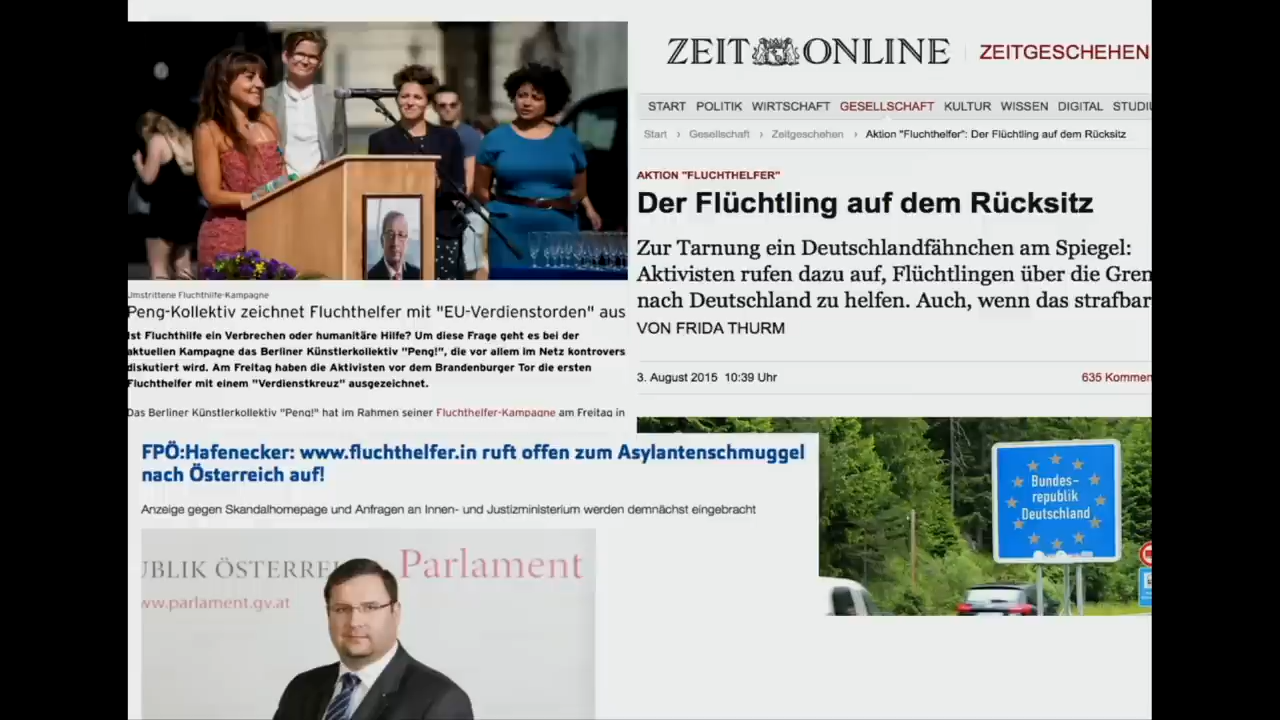 Umstrittene Fluchthilfe-Kampagne
Peng-Kollektiv zeichnet Fluchthelfer mit "EU-Verdienstorden" aus
Ist Fluchthilfe ein Verbrechen oder humanitäre Hilfe? Um diese Frage geht es bei der
aktuellen Kampagne das Berliner Künstlerkollektiv "Peng!", die vor allem im Netz kontrovers
diskutiert wird. Am Freitag haben die Aktivisten vor dem Brandenburger Tor die ersten
Fluchthelfer mit einem "Verdienstkreuz" ausgezeichnet.
Das Berliner Künstlerkollektiv "Peng!" hat im Rahmen seiner Fluchthelfer-Kampagne am Freitag in
ZEIT ONLINE ZEITGESCHEHEN
START POLITIK WIRTSCHAFT GESELLSCHAFT KULTUR WISSEN DIGITAL STUDIU
Start › Gesellschaft › Zeitgeschehen › Aktion "Fluchthelfer": Der Flüchtling auf dem Rücksitz
AKTION "FLUCHTHELFER"
Der Flüchtling auf dem Rücksitz
Zur Tarnung ein Deutschlandfähnchen am Spiegel:
Aktivisten rufen dazu auf, Flüchtlingen über die Gren
nach Deutschland zu helfen. Auch, wenn das strafbar
VON FRIDA THURM
3. August 2015 10:39 Uhr
635 Kommen
Bundes-
republik
Deutschland
FPÖ:Hafenecker: www.fluchthelfer.in ruft offen zum Asylantenschmuggel
nach Österreich auf!
Anzeige gegen Skandalhomepage und Anfragen an Innen- und Justizministerium werden demnächst eingebracht
UBLIK ÖSTERREI Parlament
www.parlament.gv.at